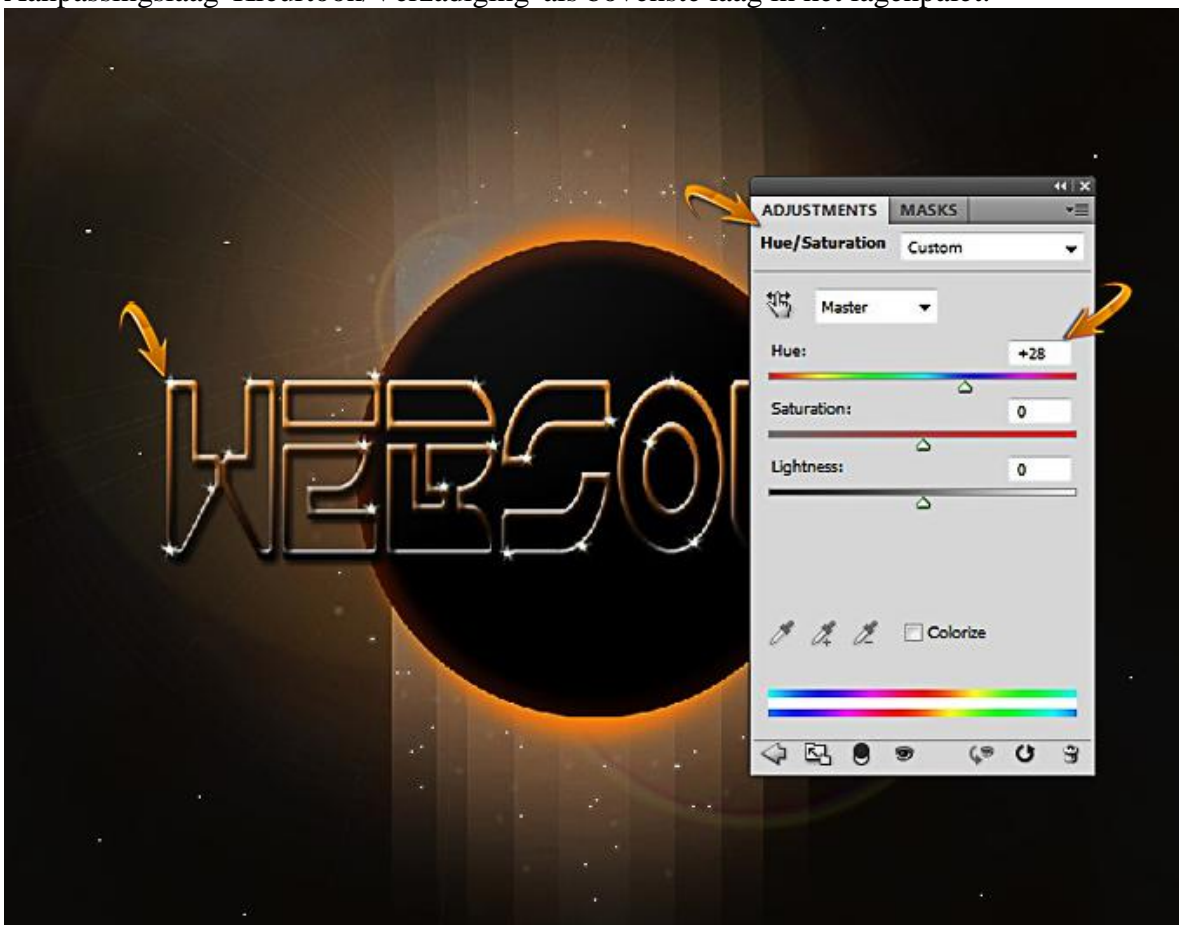 Aanpassingslaag 'Kleurtoon/Verzadiging' als bovenste laag in het lagenpalet.
WEBSO
ADJUSTMENTS MASKS
Hue/Saturation Custom
Master
Hue: +28
Saturation: 0
Lightness: 0
Colorize